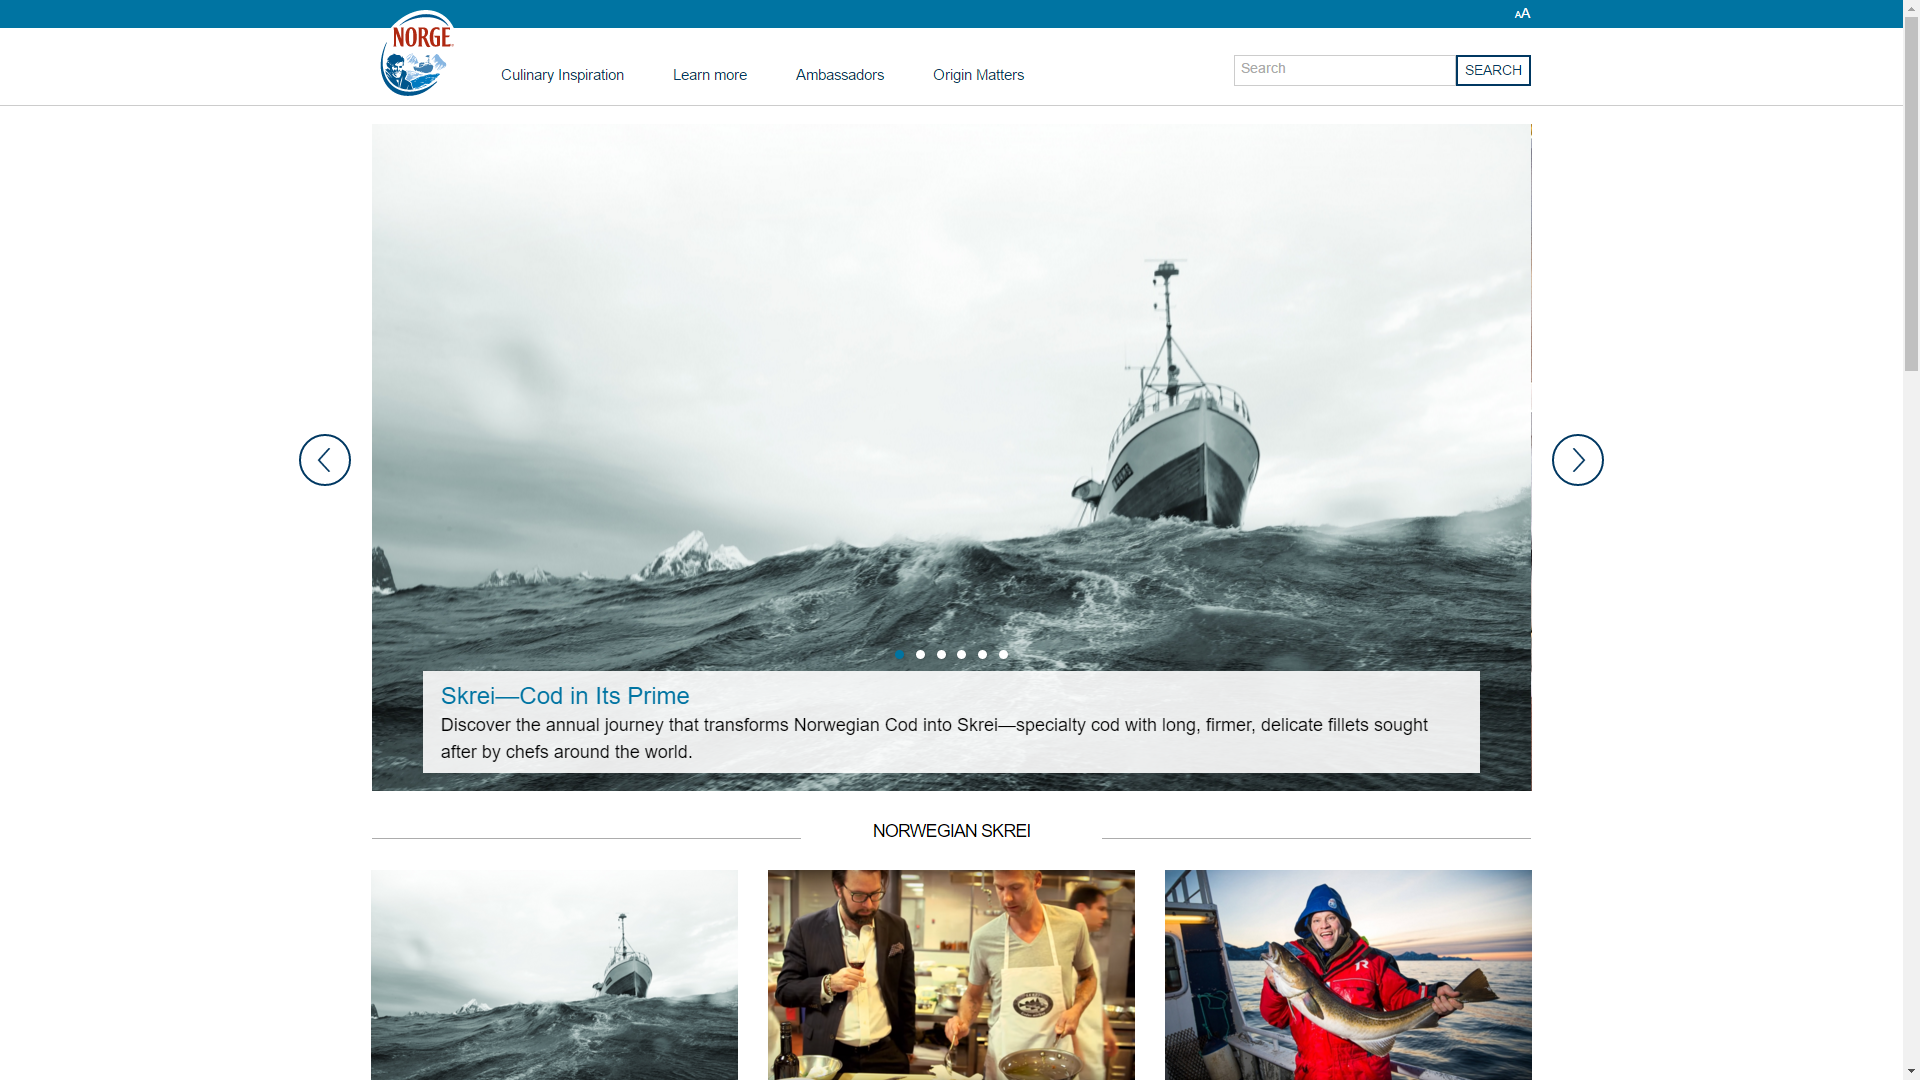 AA
NORGE
Culinary Inspiration
Learn more
Ambassadors
Origin Matters
Search
SEARCH
Skrei—Cod in Its Prime
Discover the annual journey that transforms Norwegian Cod into Skrei—specialty cod with long, firmer, delicate fillets sought
after by chefs around the world.
NORWEGIAN SKREI